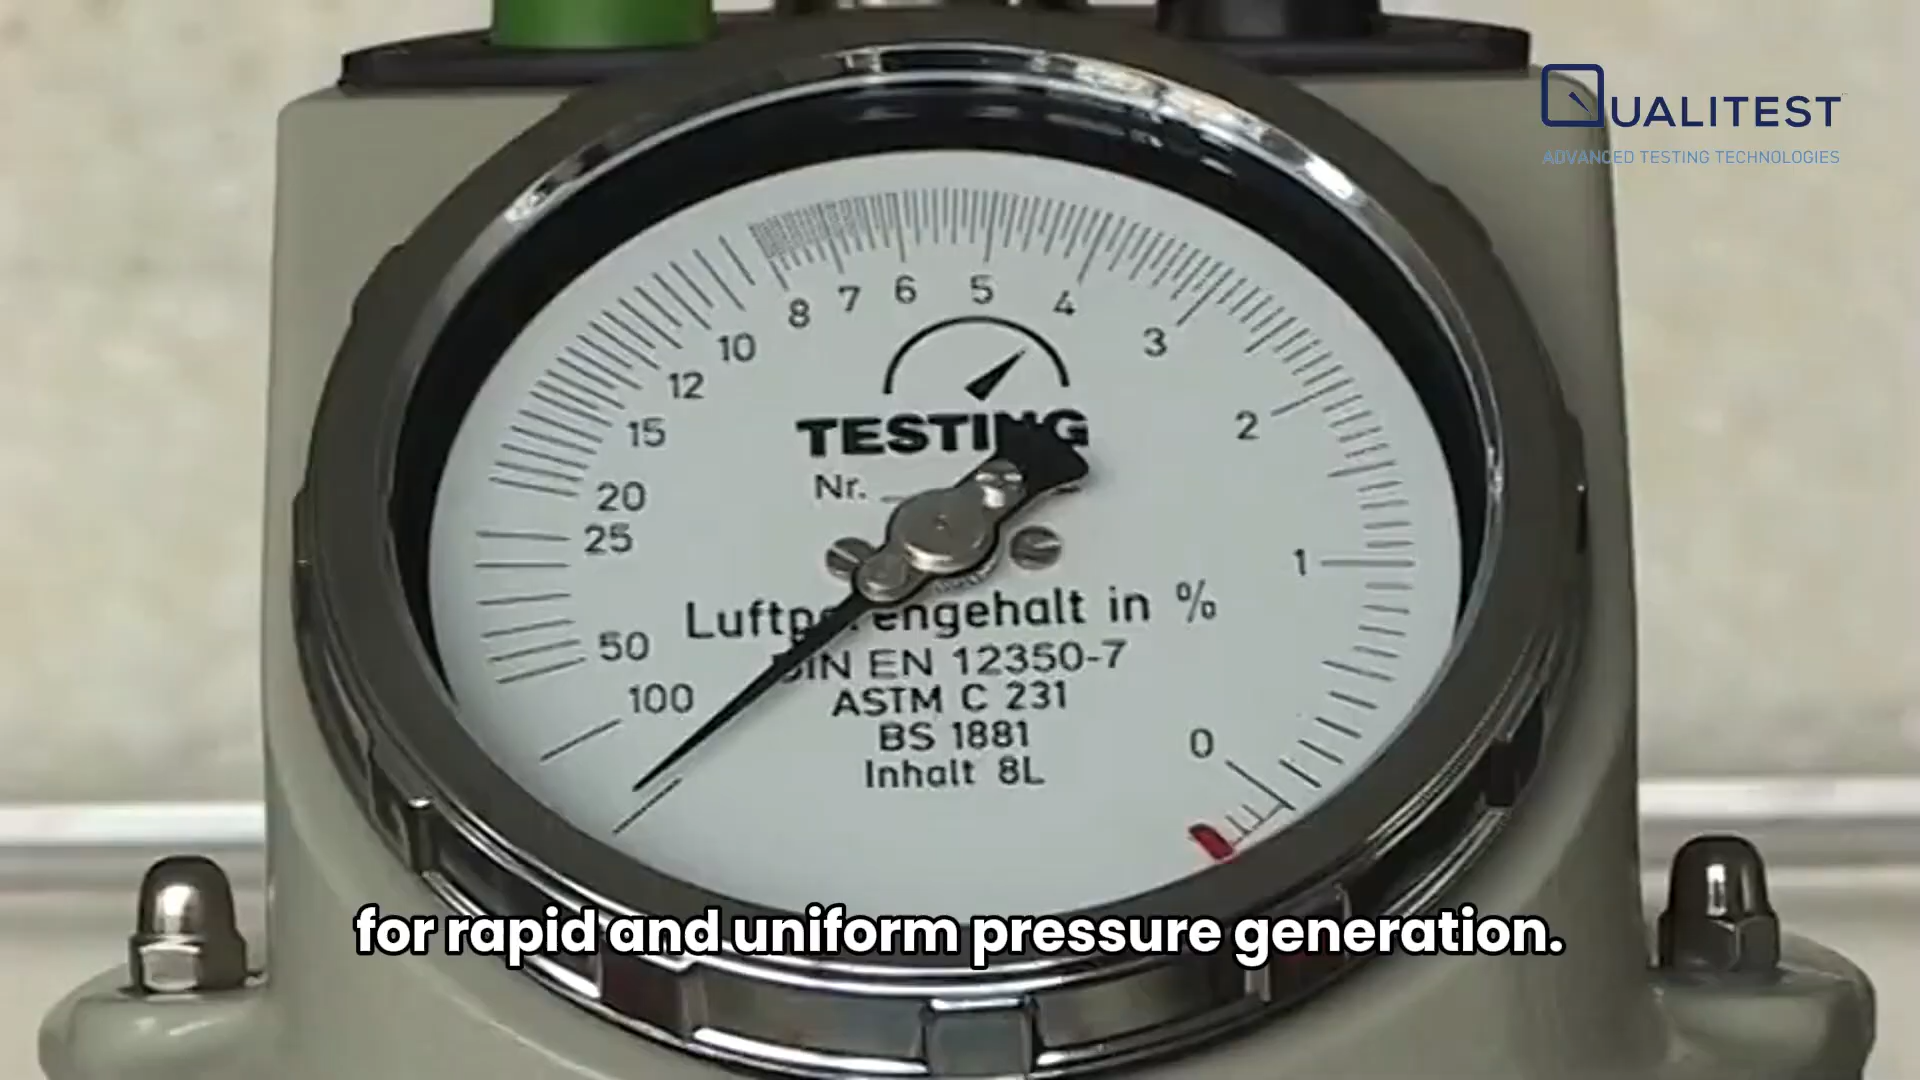 QUALITEST
ADVANCED TESTING TECHNOLOGIES
8 7 6 5 4
10 3
12
15 2
20
25
1
50
100
0
TESTING
Nr.
in %
DIN EN 12350-7
ASTM C 231
BS 1881
Inhalt 8L
for rapid and uniform pressure generation.